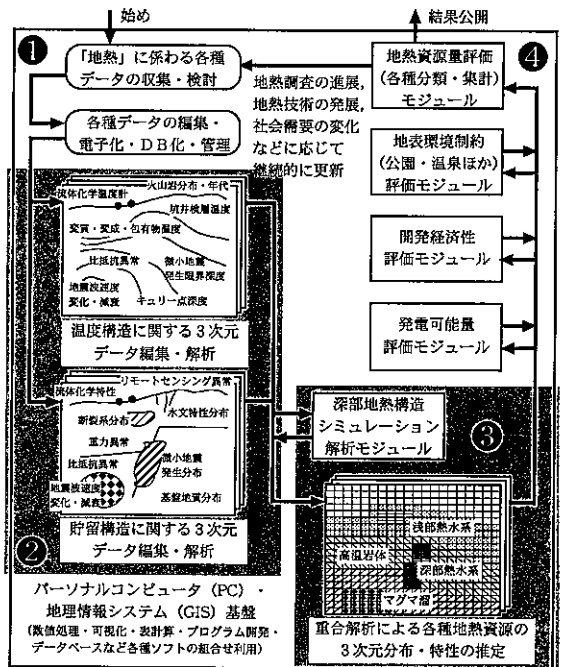 始め
結果公開
❶
「地熱」に係わる各種
データの収集・検討
各種データの編集・
電子化・DB化・管理
地熱調査の進展,
地熱技術の発展,
社会需要の変化
などに応じて
継続的に更新
❹
地熱資源量評価
(各種分類・集計)
モジュール
地表環境制約
(公園・温泉ほか)
評価モジュール
開発経済性
評価モジュール
発電可能量
評価モジュール
火山岩分布・年代
流体化学温度計
坑井検層温度
変質・変成・包有物温度
比抵抗異常
微小地震
発生限界深度
地震波速度
変化・減衰
キュリー点深度
温度構造に関する3次元
データ編集・解析
リモートセンシング異常
流体化学特性
水文特性分布
断裂系分布
重力異常
比抵抗異常
微小地震
発生分布
地震波速度
変化・減衰
基盤地質分布
❷
貯留構造に関する3次元
データ編集・解析
パーソナルコンピュータ(PC)・
地理情報システム(GIS)基盤
(数値処理・可視化・表計算・プログラム開発・
データベースなど各種ソフトの組合せ利用)
深部地熱構造
シミュレーション
解析モジュール
❸
浅部熱水系
高温岩体
深部熱水系
マグマ溜
重合解析による各種地熱資源の
3次元分布・特性の推定